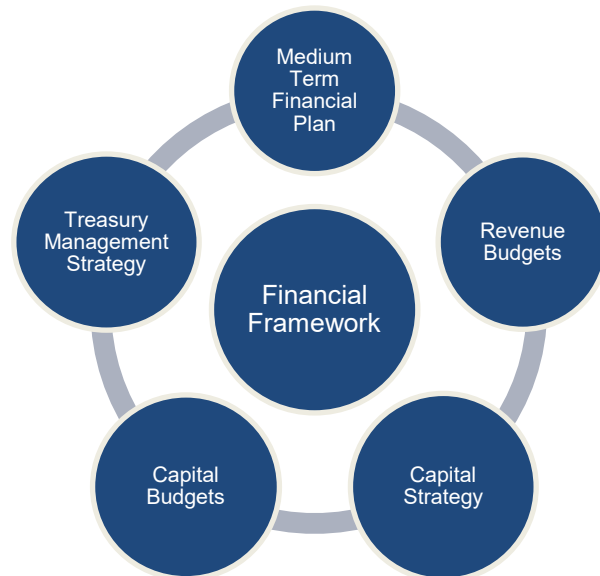 Medium
Term
Financial
Plan
Treasury
Management
Strategy
Revenue
Budgets
Financial
Framework
Capital
Budgets
Capital
Strategy